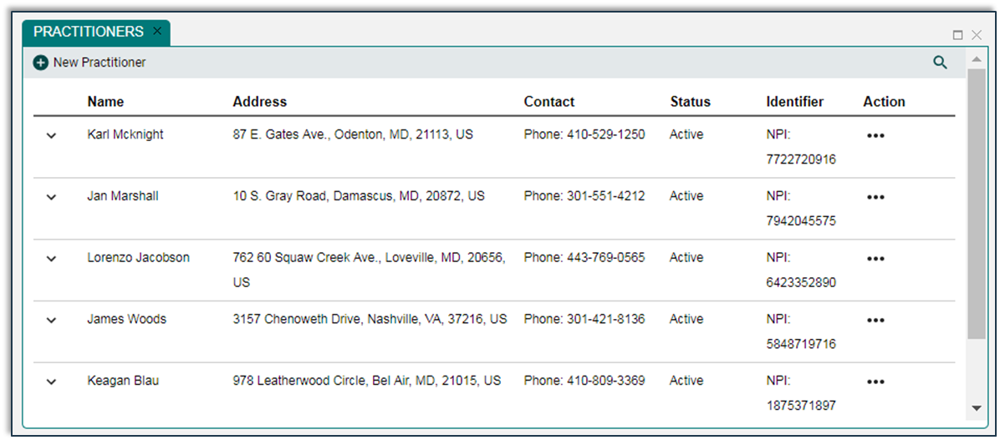 PRACTITIONERS
New Practitioner
Name Address Contact Status Identifier Action
Karl Mcknight 87 E. Gates Ave., Odenton, MD, 21113, US Phone: 410-529-1250 Active NPI:
7722720916
Jan Marshall 10 S. Gray Road, Damascus, MD, 20872, US Phone: 301-551-4212 Active NPI:
7942045575
Lorenzo Jacobson 762 60 Squaw Creek Ave., Loveville, MD, 20656, Phone: 443-769-0565 Active NPI:
US 6423352890
James Woods 3157 Chenoweth Drive, Nashville, VA, 37216, US Phone: 301-421-8136 Active NPI:
5848719716
Keagan Blau 978 Leatherwood Circle, Bel Air, MD, 21015, US Phone: 410-809-3369 Active NPI:
1875371897